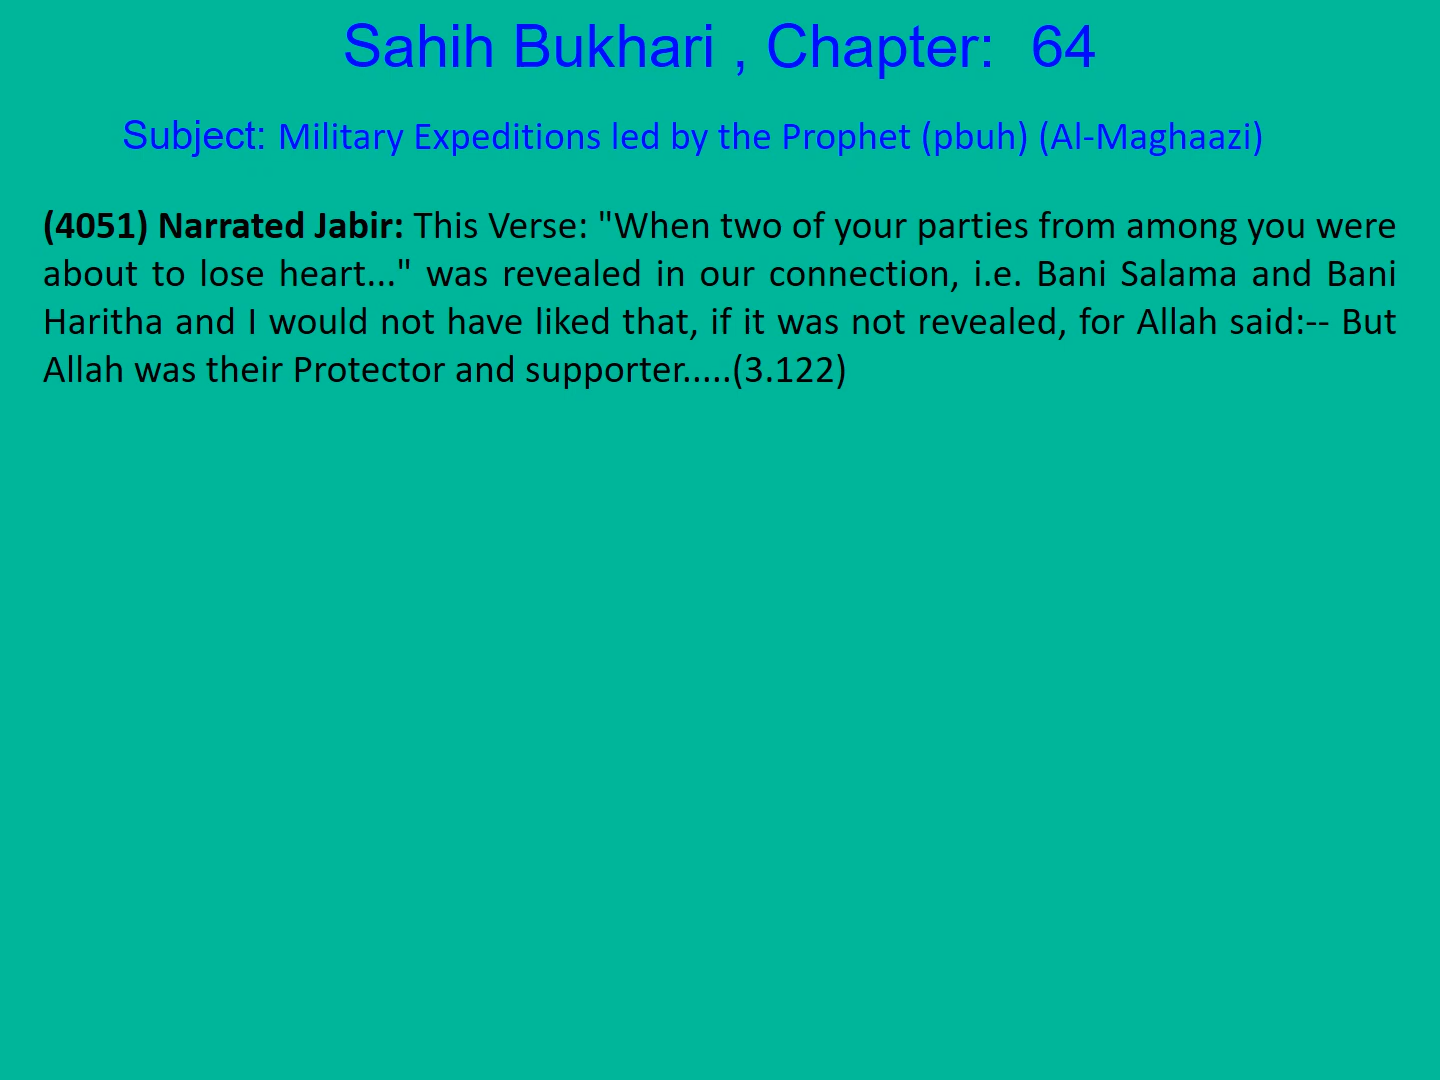 Sahih Bukhari , Chapter:  64
Subject: Military Expeditions led by the Prophet (pbuh) (Al-Maghaazi)
(4051) Narrated Jabir: This Verse: "When two of your parties from among you were
about to lose heart..." was revealed in our connection, i.e. Bani Salama and Bani
Haritha and I would not have liked that, if it was not revealed, for Allah said:-- But
Allah was their Protector and supporter.....(3.122)